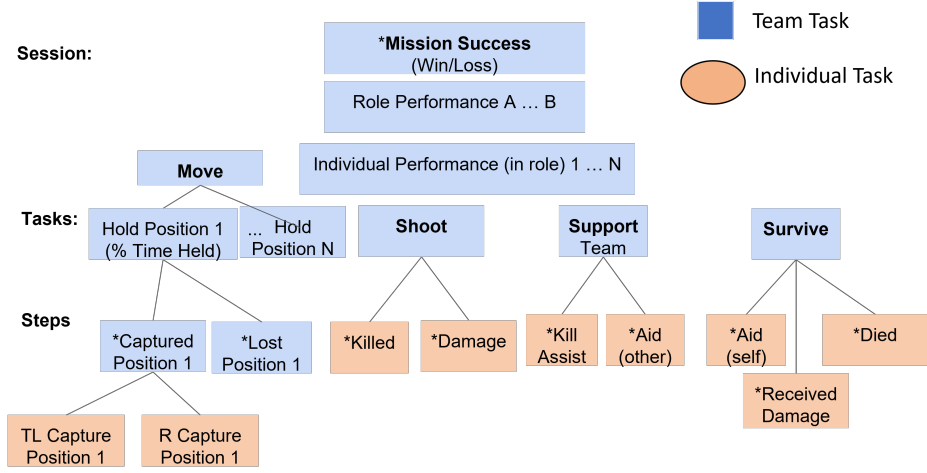 Session:
*Mission Success
(Win/Loss)
Team Task
Individual Task
Role Performance A … B
Individual Performance (in role) 1 … N
Move
Tasks:
Hold Position 1
(% Time Held)
... Hold
Position N
Shoot
Support
Team
Survive
Steps
*Captured
Position 1
*Lost
Position 1
*Killed
*Damage
*Kill
Assist
*Aid
(other)
*Aid
(self)
*Died
*Received
Damage
TL Capture
Position 1
R Capture
Position 1